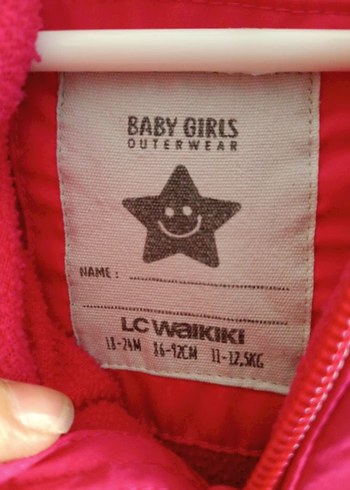 BABY GIRLS
OUTERWEAR
NAME :
LC WAIKIKI
18-24M 86-92CM 11-12,5KG